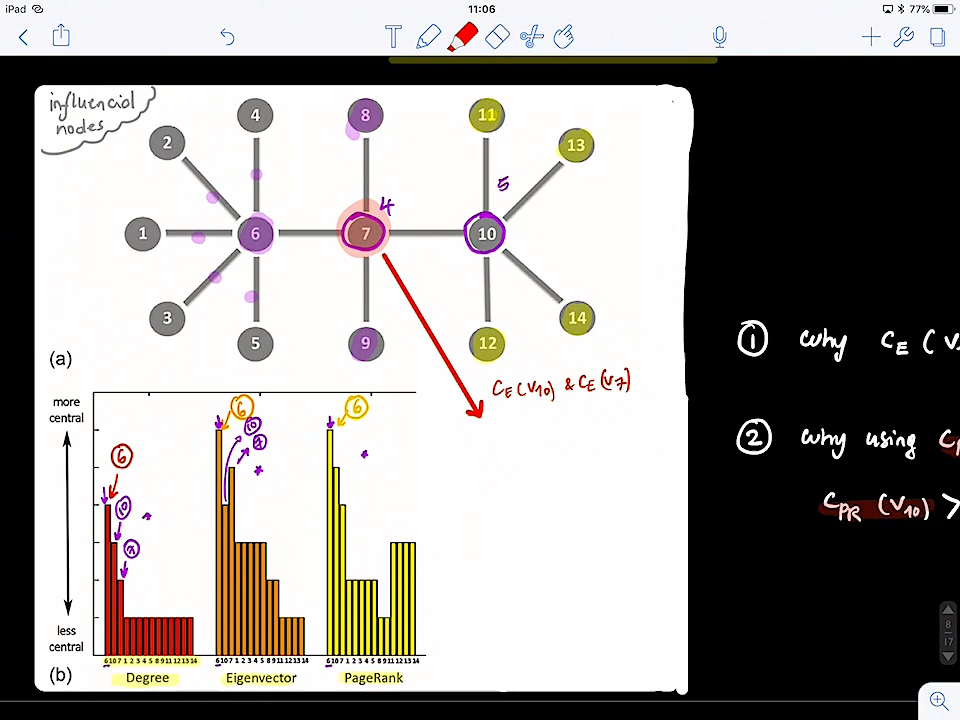 iPad 11:06 77%
T
influencial
nodes
4 8 11
2 13
4 5
1 6 7 10
3 14
5 9 12
(a)
CE(V10) & CE(V7)
① why CE (V
② why using CP
CPR (V10) >
more
central
less
central
6 6 6
10 7
10 7
6 10 7 1 2 3 4 5 8 9 11 12 13 14
6 10 7 1 2 3 4 5 8 9 11 12 13 14
6 10 7 1 2 3 4 5 8 9 11 12 13 14
(b) Degree Eigenvector PageRank
8
17